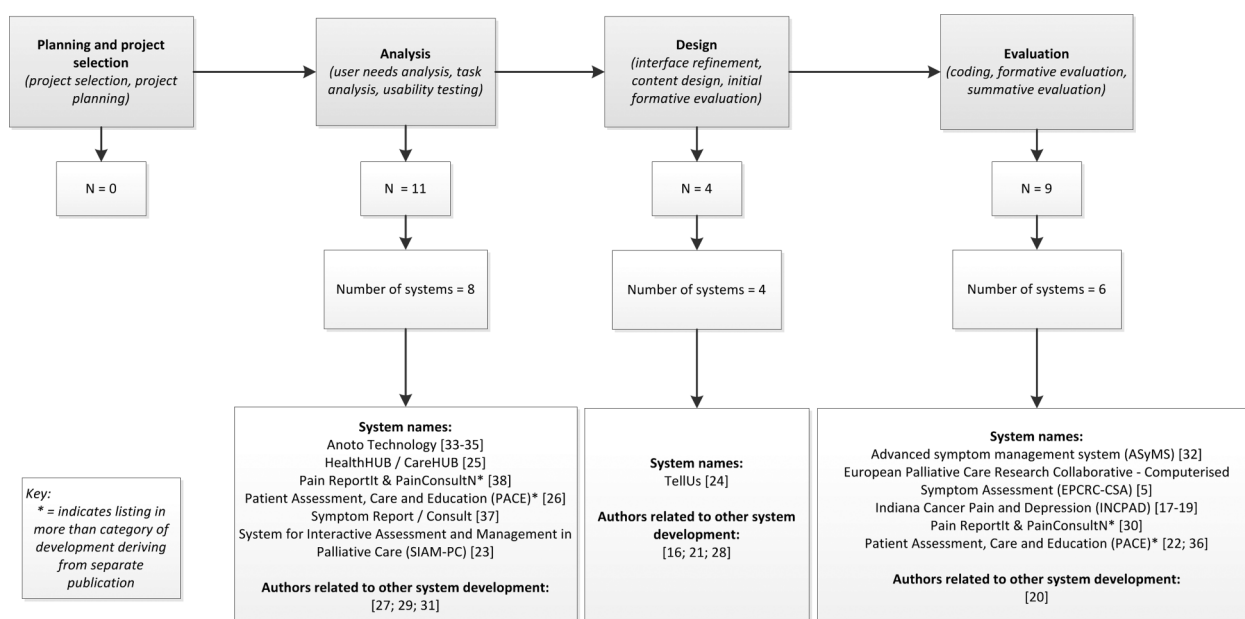 Planning and project
selection
(project selection, project
planning)
Analysis
(user needs analysis, task
analysis, usability testing)
Design
(interface refinement,
content design, initial
formative evaluation)
Evaluation
(coding, formative evaluation,
summative evaluation)
N = 0
N = 11
N = 4
N = 9
Number of systems = 8
Number of systems = 4
Number of systems = 6
System names:
Anoto Technology [33-35]
HealthHUB / CareHUB [25]
Pain ReportIt & PainConsultN* [38]
Patient Assessment, Care and Education (PACE)* [26]
Symptom Report / Consult [37]
System for Interactive Assessment and Management in
Palliative Care (SIAM-PC) [23]
Authors related to other system development:
[27; 29; 31]
System names:
TellUs [24]
Authors related to other system
development:
[16; 21; 28]
System names:
Advanced symptom management system (ASyMS) [32]
European Palliative Care Research Collaborative - Computerised
Symptom Assessment (EPCRC-CSA) [5]
Indiana Cancer Pain and Depression (INCPAD) [17-19]
Pain ReportIt & PainConsultN* [30]
Patient Assessment, Care and Education (PACE)* [22; 36]
Authors related to other system development:
[20]
Key:
* = indicates listing in
more than category of
development deriving
from separate
publication